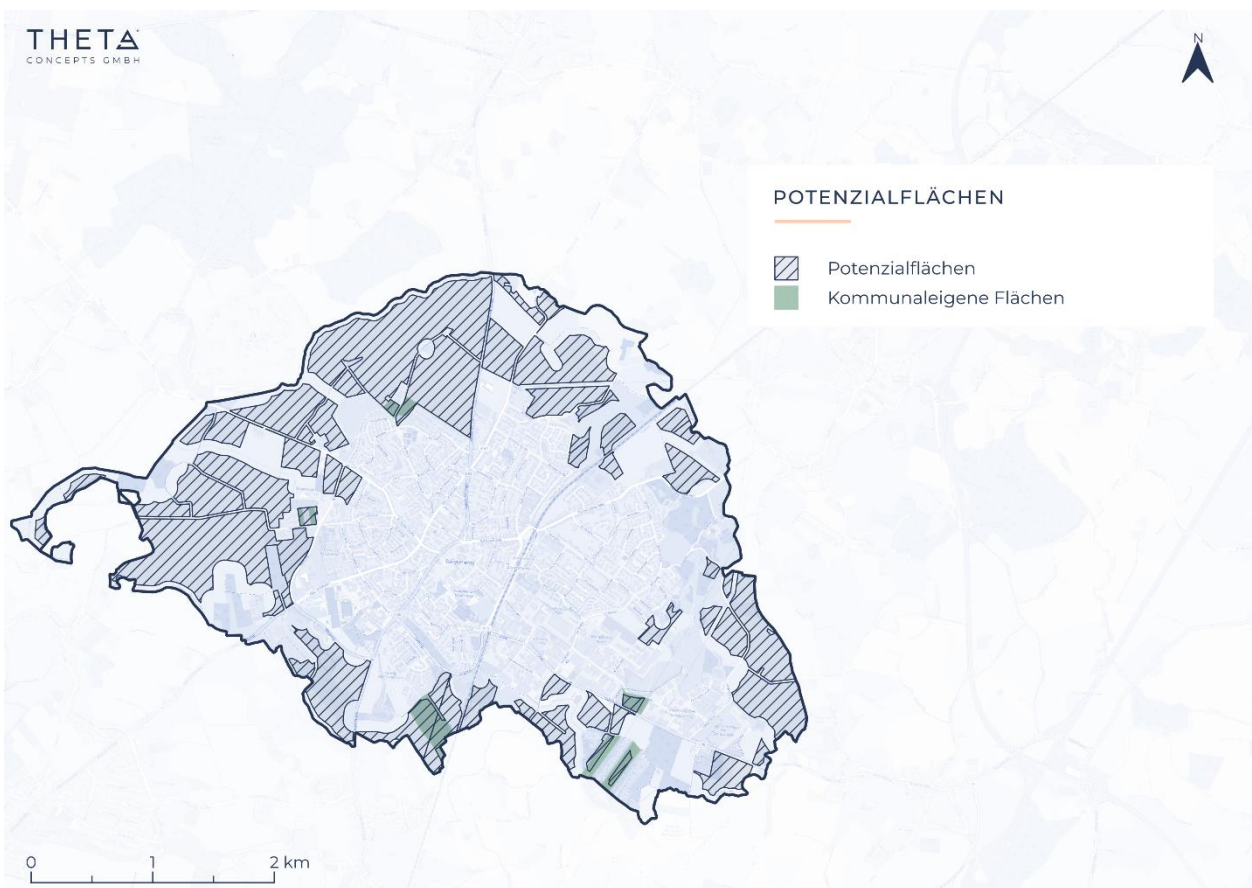 THETA
CONCEPTS GMBH
N
POTENZIALFLÄCHEN
Potenzialflächen
Kommunaleigene Flächen
0 1 2 km